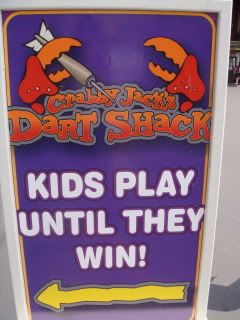 Crabby Jack's
Dart Shack
KIDS PLAY
UNTIL THEY
WIN!